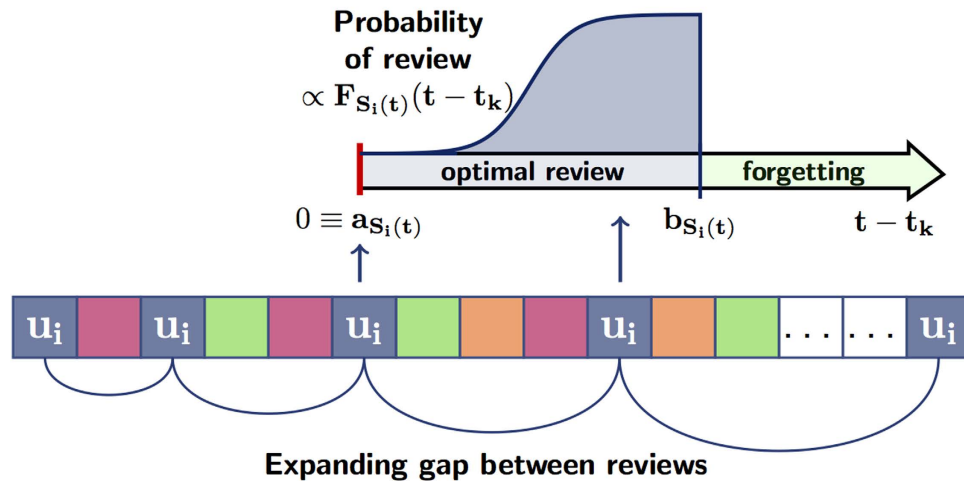 Probability
of review
∝ F_{S_i(t)}(t − t_k)
optimal review
forgetting
0 ≡ a_{S_i(t)}
b_{S_i(t)}
t − t_k
u_i u_i u_i u_i . . . . . . u_i
Expanding gap between reviews